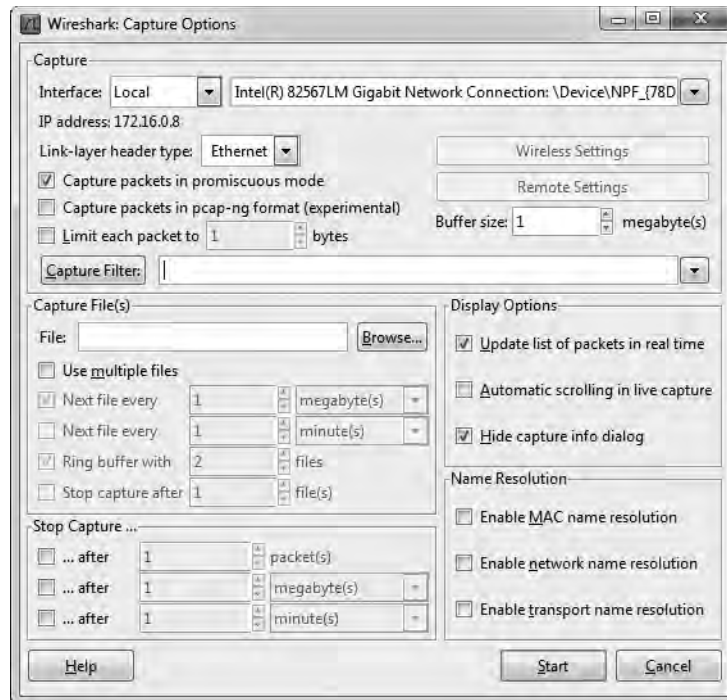 Wireshark: Capture Options
Capture
Interface: Local Intel(R) 82567LM Gigabit Network Connection: \Device\NPF_{78D
IP address: 172.16.0.8
Link-layer header type: Ethernet
Wireless Settings
Capture packets in promiscuous mode
Remote Settings
Capture packets in pcap-ng format (experimental)
Buffer size: 1 megabyte(s)
Limit each packet to 1 bytes
Capture Filter:
Capture File(s)
File: Browse...
Use multiple files
Next file every 1 megabyte(s)
Next file every 1 minute(s)
Ring buffer with 2 files
Stop capture after 1 file(s)
Display Options
Update list of packets in real time
Automatic scrolling in live capture
Hide capture info dialog
Stop Capture ...
... after 1 packet(s)
... after 1 megabyte(s)
... after 1 minute(s)
Name Resolution
Enable MAC name resolution
Enable network name resolution
Enable transport name resolution
Help Start Cancel